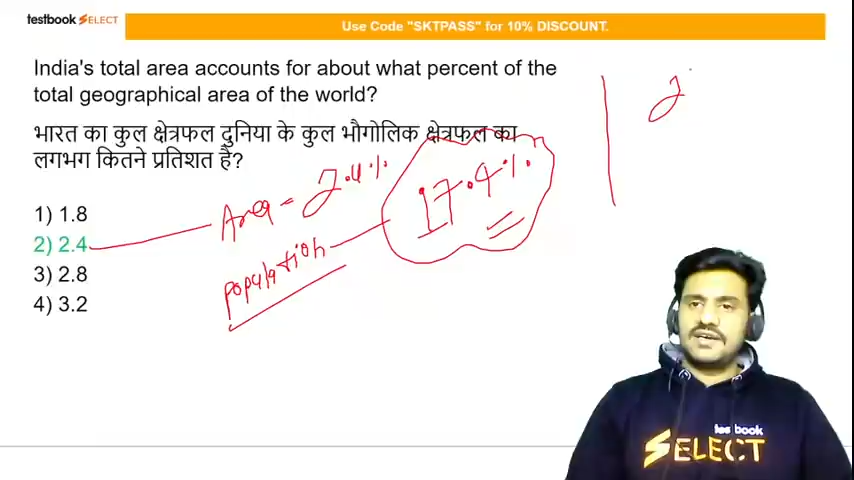 testbook SELECT
Use Code "SKTPASS" for 10% DISCOUNT.
India's total area accounts for about what percent of the
total geographical area of the world?
भारत का कुल क्षेत्रफल दुनिया के कुल भौगोलिक क्षेत्रफल का
लगभग कितने प्रतिशत है?
1) 1.8
2) 2.4
3) 2.8
4) 3.2
Area = 2.4%
population
17.4%
2
testbook
SELECT